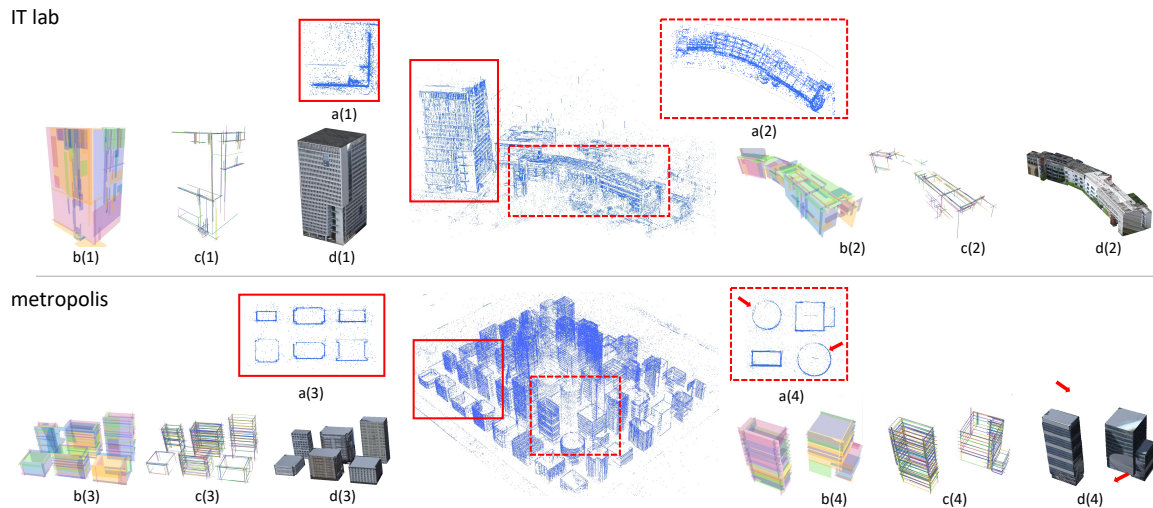 IT lab
a(1)
a(2)
b(1)
c(1)
d(1)
b(2)
c(2)
d(2)
metropolis
a(3)
a(4)
b(3)
c(3)
d(3)
b(4)
c(4)
d(4)